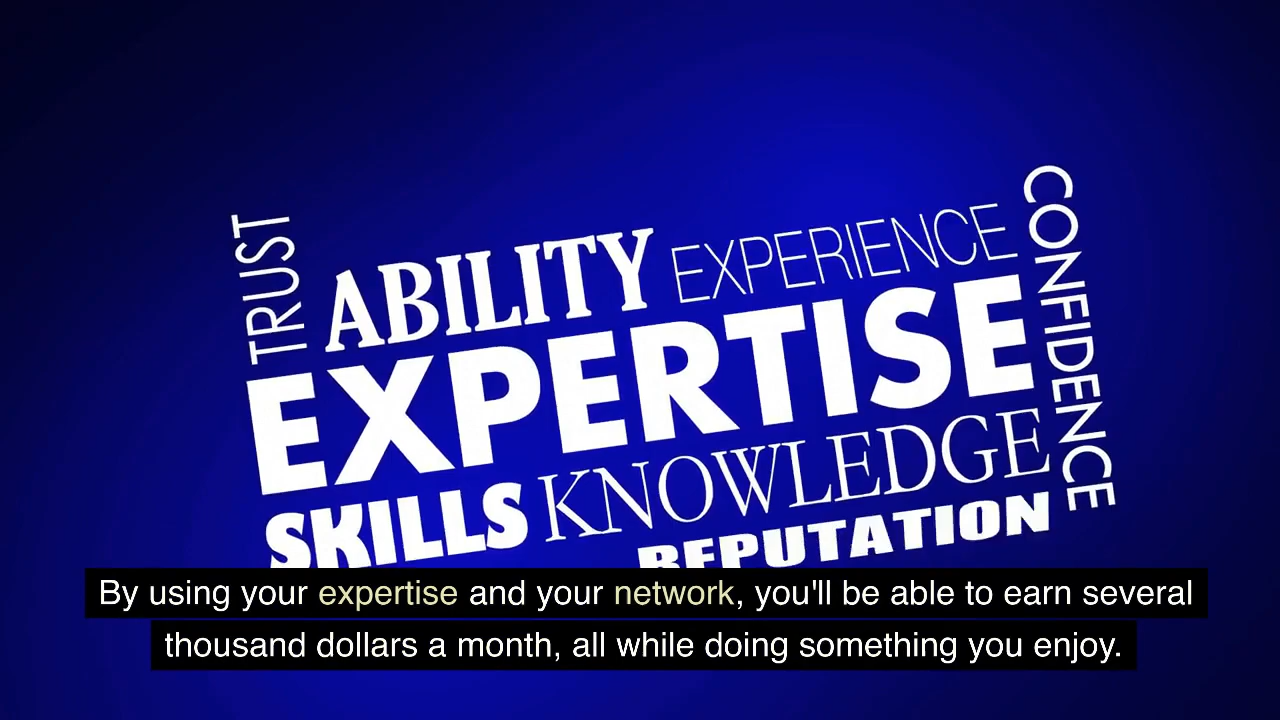 TRUST
ABILITY
EXPERIENCE
CONFIDENCE
EXPERTISE
SKILLS
KNOWLEDGE
REPUTATION
By using your expertise and your network, you'll be able to earn several
thousand dollars a month, all while doing something you enjoy.